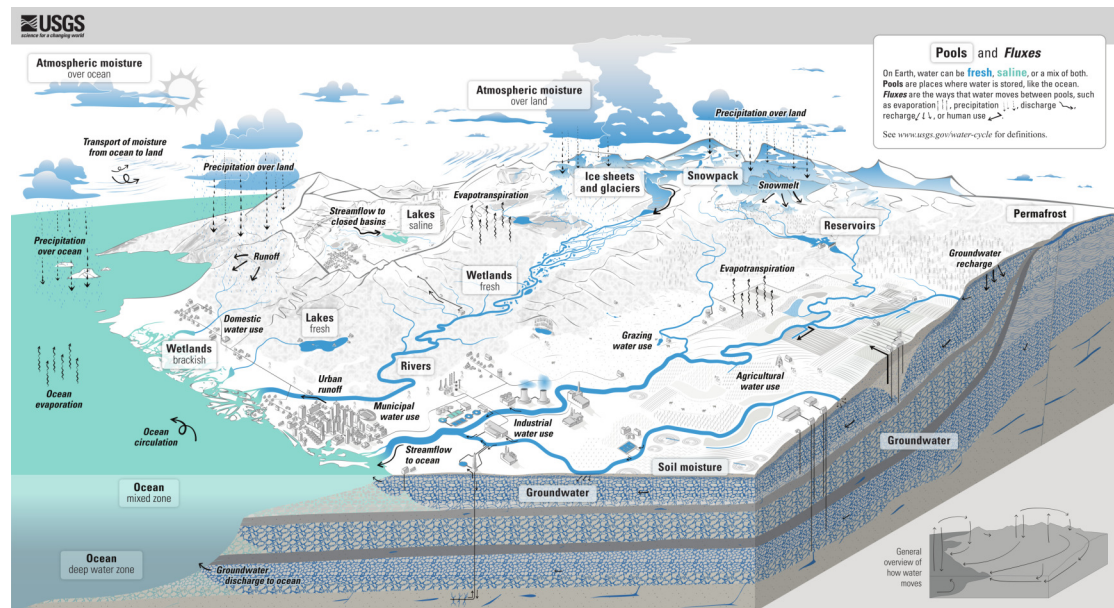 USGS
science for a changing world
Atmospheric moisture
over ocean
Atmospheric moisture
over land
Pools and Fluxes
On Earth, water can be fresh, saline, or a mix of both.
Pools are places where water is stored, like the ocean.
Fluxes are the ways that water moves between pools, such
as evaporation, precipitation, discharge,
recharge, or human use.
See www.usgs.gov/water-cycle for definitions.
Precipitation over land
Transport of moisture
from ocean to land
Precipitation over land
Ice sheets
and glaciers
Snowpack
Snowmelt
Evapotranspiration
Streamflow to
closed basins
Lakes
saline
Permafrost
Reservoirs
Precipitation
over ocean
Runoff
Groundwater
recharge
Wetlands
fresh
Evapotranspiration
Domestic
water use
Lakes
fresh
Grazing
water use
Wetlands
brackish
Rivers
Agricultural
water use
Ocean
evaporation
Urban
runoff
Municipal
water use
Industrial
water use
Ocean
circulation
Streamflow
to ocean
Groundwater
Soil moisture
Ocean
mixed zone
Groundwater
Ocean
deep water zone
Groundwater
discharge to ocean
General
overview of
how water
moves